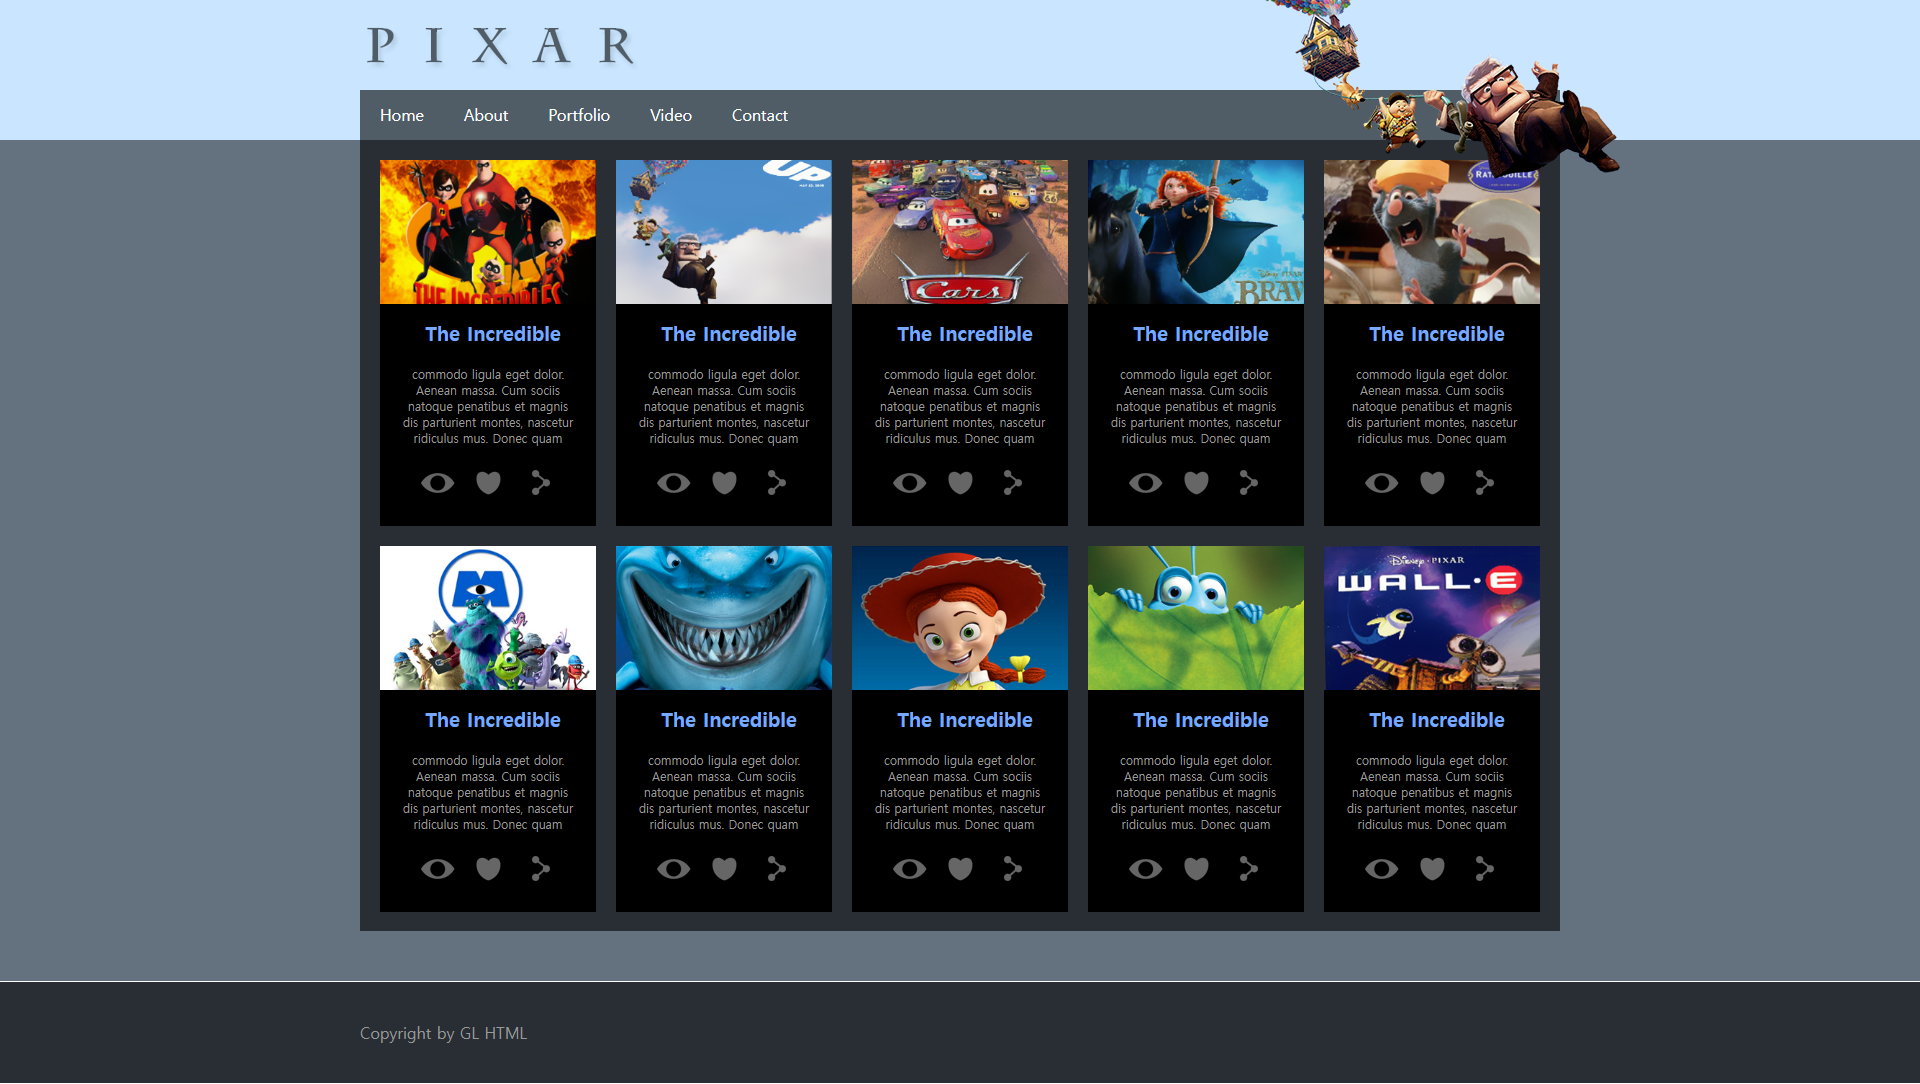 P I X A R
Home About Portfolio Video Contact
THE INCREDIBLES
UP
Cars
DISNEY PIXAR
BRAV
RATATOUILLE
The Incredible The Incredible The Incredible The Incredible The Incredible
commodo ligula eget dolor. commodo ligula eget dolor. commodo ligula eget dolor. commodo ligula eget dolor. commodo ligula eget dolor.
Aenean massa. Cum sociis Aenean massa. Cum sociis Aenean massa. Cum sociis Aenean massa. Cum sociis Aenean massa. Cum sociis
natoque penatibus et magnis natoque penatibus et magnis natoque penatibus et magnis natoque penatibus et magnis natoque penatibus et magnis
dis parturient montes, nascetur dis parturient montes, nascetur dis parturient montes, nascetur dis parturient montes, nascetur dis parturient montes, nascetur
ridiculus mus. Donec quam ridiculus mus. Donec quam ridiculus mus. Donec quam ridiculus mus. Donec quam ridiculus mus. Donec quam
M
DISNEY PIXAR
WALL·E
The Incredible The Incredible The Incredible The Incredible The Incredible
commodo ligula eget dolor. commodo ligula eget dolor. commodo ligula eget dolor. commodo ligula eget dolor. commodo ligula eget dolor.
Aenean massa. Cum sociis Aenean massa. Cum sociis Aenean massa. Cum sociis Aenean massa. Cum sociis Aenean massa. Cum sociis
natoque penatibus et magnis natoque penatibus et magnis natoque penatibus et magnis natoque penatibus et magnis natoque penatibus et magnis
dis parturient montes, nascetur dis parturient montes, nascetur dis parturient montes, nascetur dis parturient montes, nascetur dis parturient montes, nascetur
ridiculus mus. Donec quam ridiculus mus. Donec quam ridiculus mus. Donec quam ridiculus mus. Donec quam ridiculus mus. Donec quam
Copyright by GL HTML